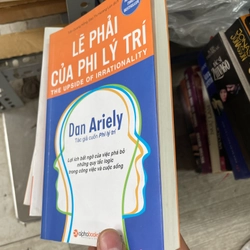 LẼ PHẢI
CỦA PHI LÝ TRÍ
THE UPSIDE OF IRRATIONALITY
Dan Ariely
Tác giả cuốn Phi lý trí
Lợi ích bất ngờ của việc phá bỏ
những quy tắc logic
trong công việc và cuộc sống
alphabooks